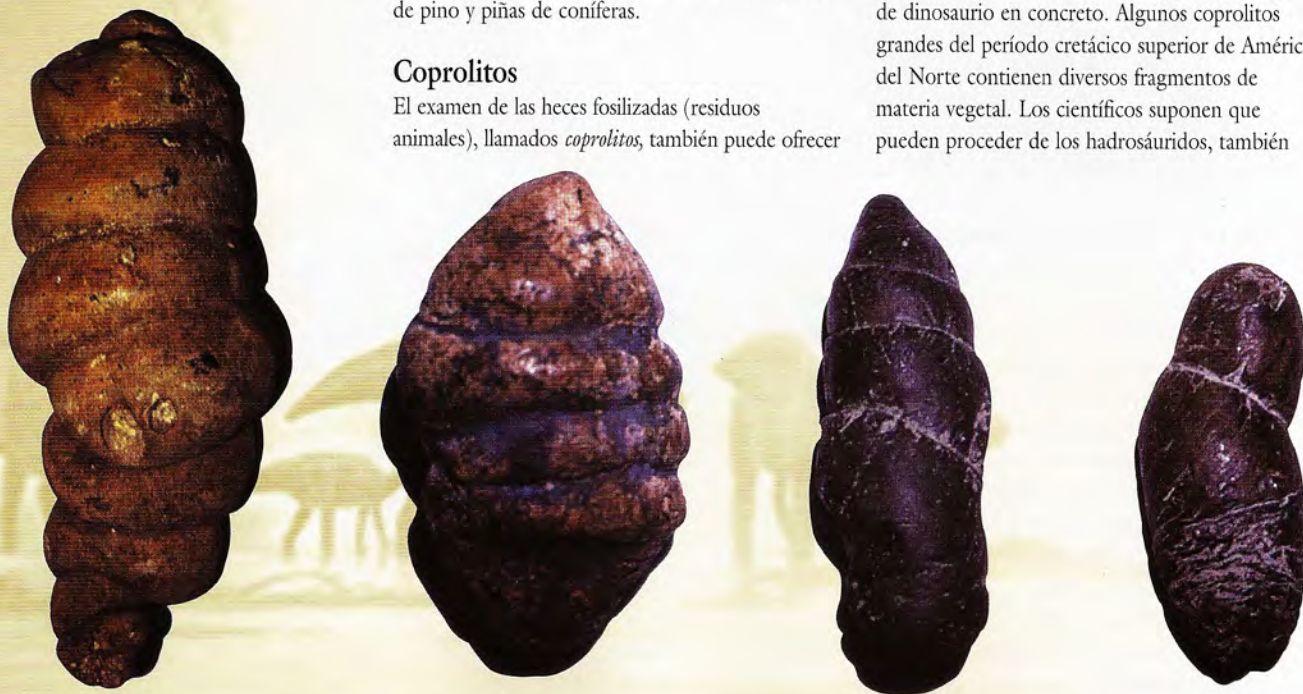 de pino y piñas de coníferas.
Coprolitos
El examen de las heces fosilizadas (residuos
animales), llamados coprolitos, también puede ofrecer
de dinosaurio en concreto. Algunos coprolitos
grandes del período cretácico superior de Améric
del Norte contienen diversos fragmentos de
materia vegetal. Los científicos suponen que
pueden proceder de los hadrosáuridos, también